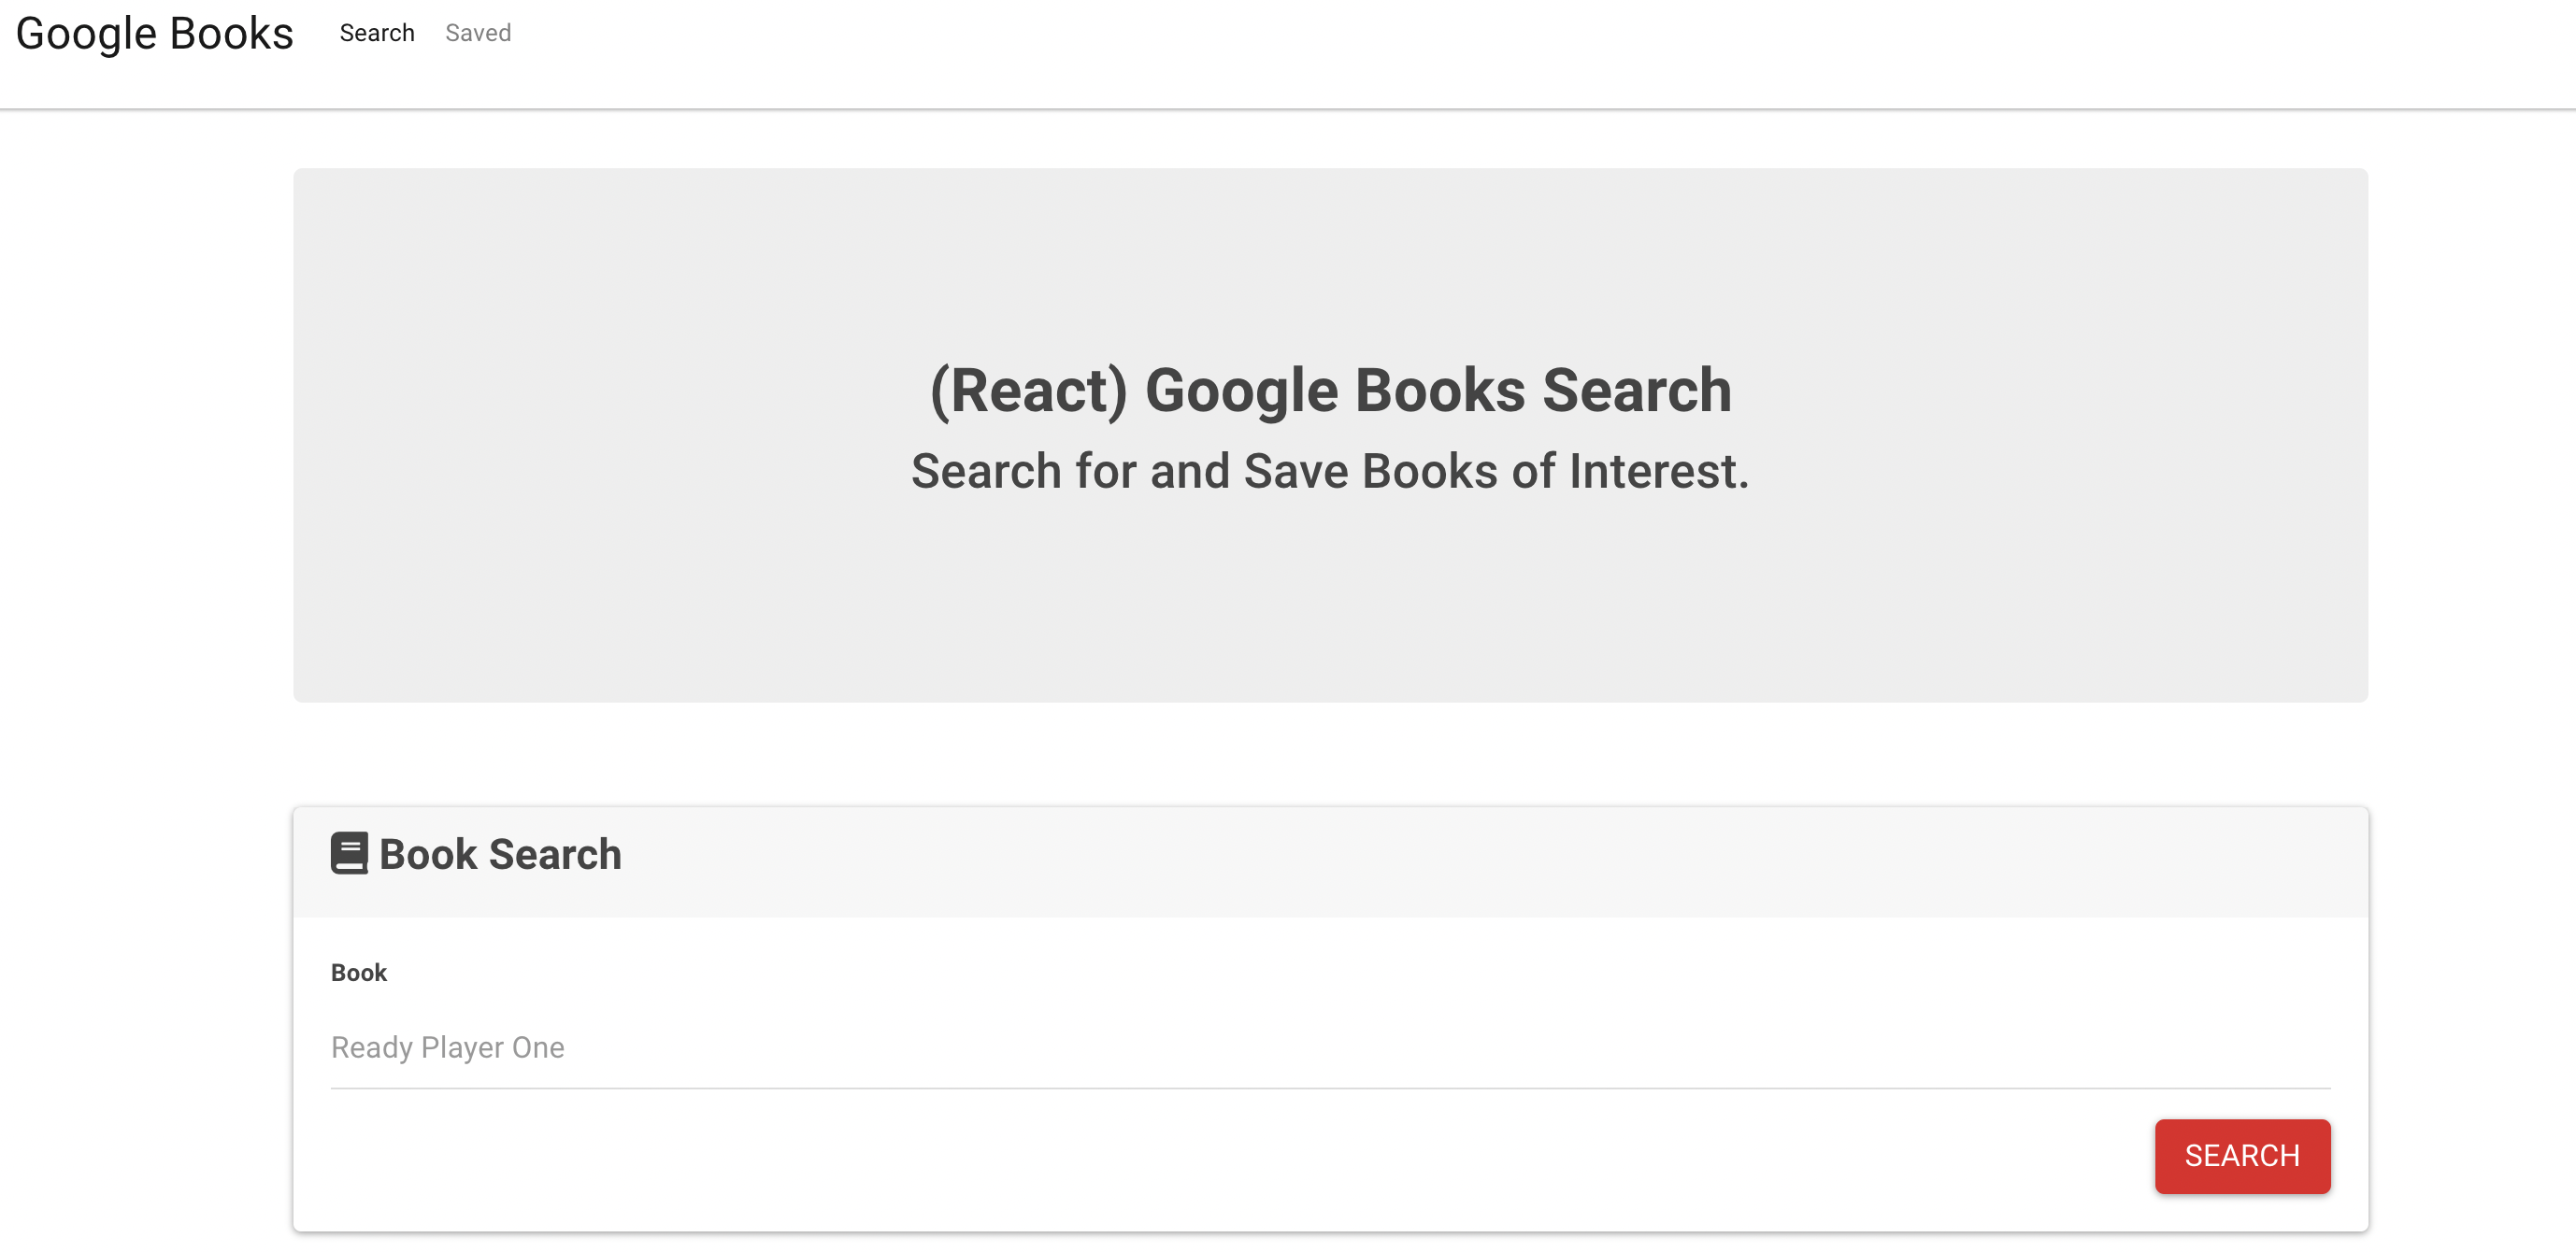 Google Books Search Saved
(React) Google Books Search
Search for and Save Books of Interest.
Book Search
Book
Ready Player One
SEARCH